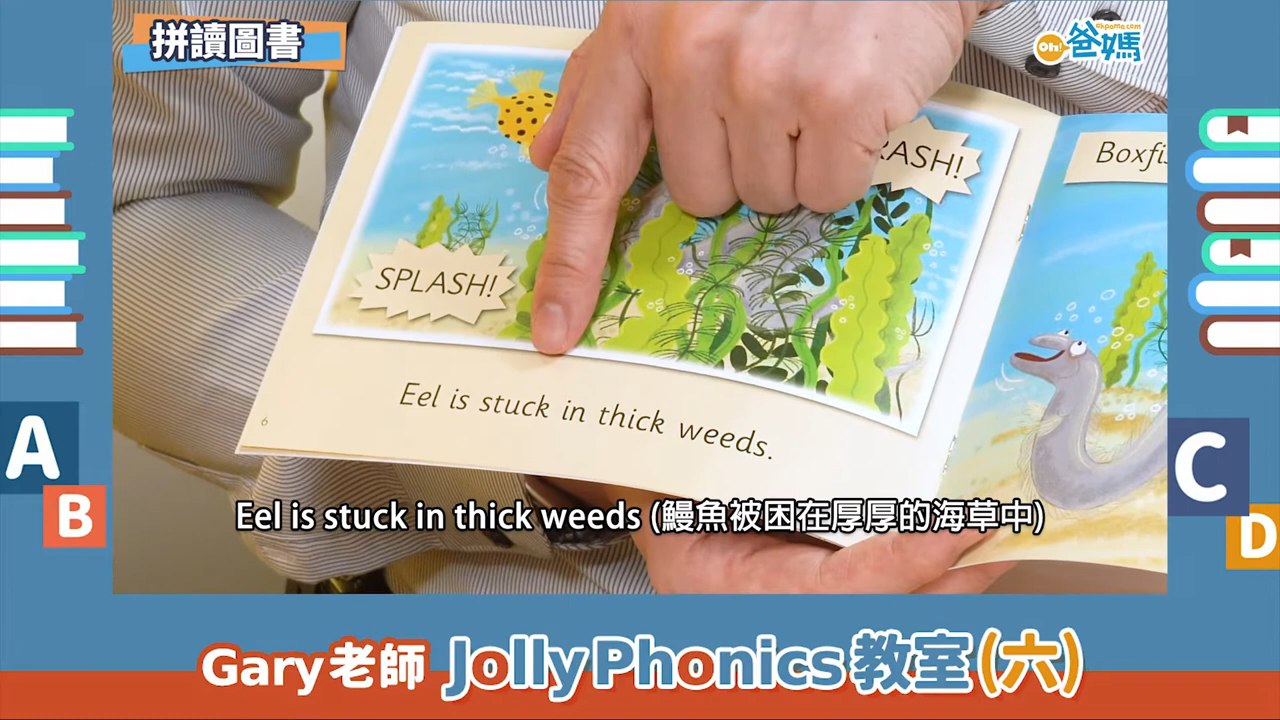 拼讀圖書
ohpama.com
Oh! 爸媽
RASH!
Boxfi
SPLASH!
Eel is stuck in thick weeds.
6
Eel is stuck in thick weeds (鰻魚被困在厚厚的海草中)
A
B
C
D
Gary老師 Jolly Phonics 教室(六)